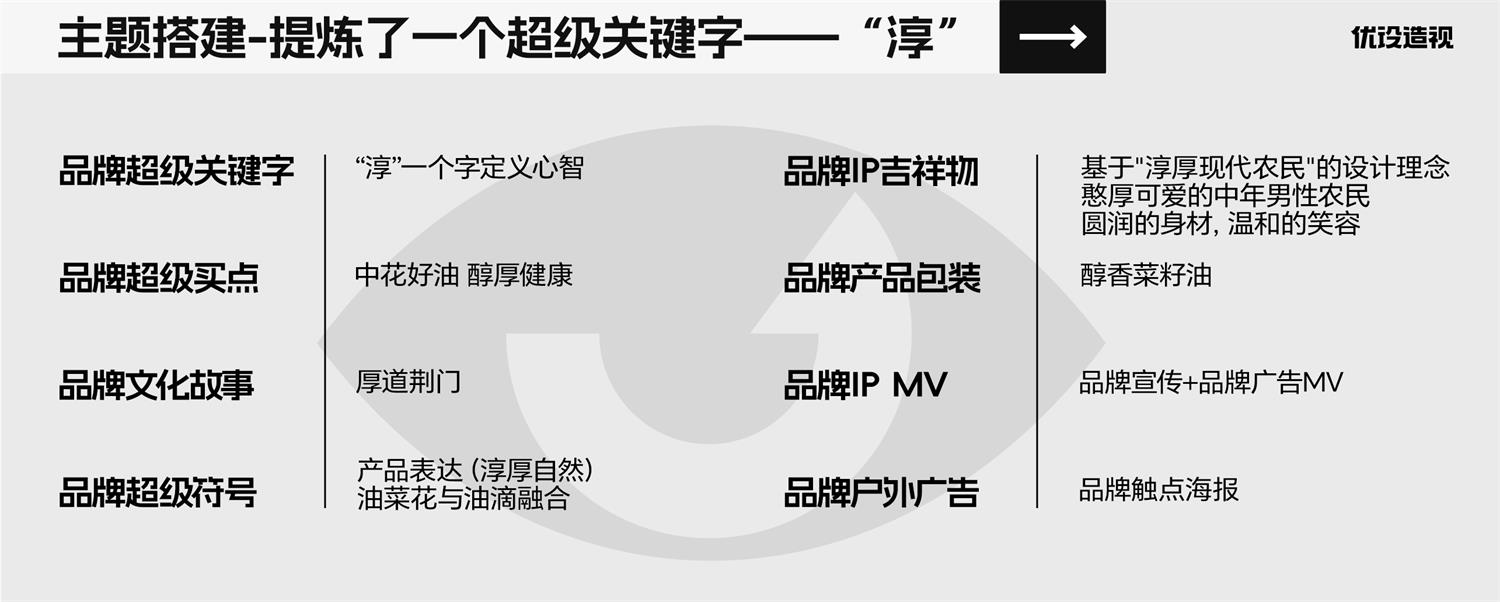 主题搭建-提炼了一个超级关键字——“淳”
优设造视
品牌超级关键字
“淳”一个字定义心智
品牌超级买点
中花好油 醇厚健康
品牌文化故事
厚道荆门
品牌超级符号
产品表达（淳厚自然）
油菜花与油滴融合
品牌IP吉祥物
基于"淳厚现代农民"的设计理念
憨厚可爱的中年男性农民
圆润的身材, 温和的笑容
品牌产品包装
醇香菜籽油
品牌IP MV
品牌宣传+品牌广告MV
品牌户外广告
品牌触点海报